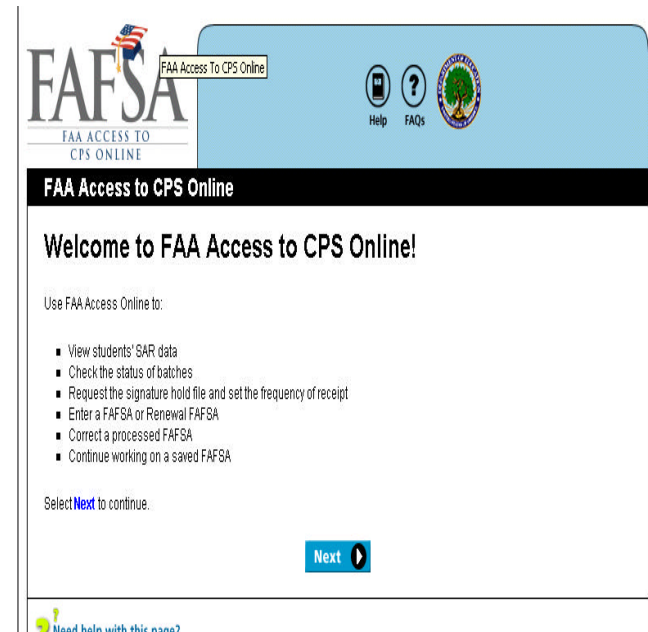 FAFSA
FAA Access To CPS Online
FAA ACCESS TO
CPS ONLINE
Help
FAQs
FAA Access to CPS Online
Welcome to FAA Access to CPS Online!
Use FAA Access Online to:
View students' SAR data
Check the status of batches
Request the signature hold file and set the frequency of receipt
Enter a FAFSA or Renewal FAFSA
Correct a processed FAFSA
Continue working on a saved FAFSA
Select Next to continue.
Next
Need help with this page?